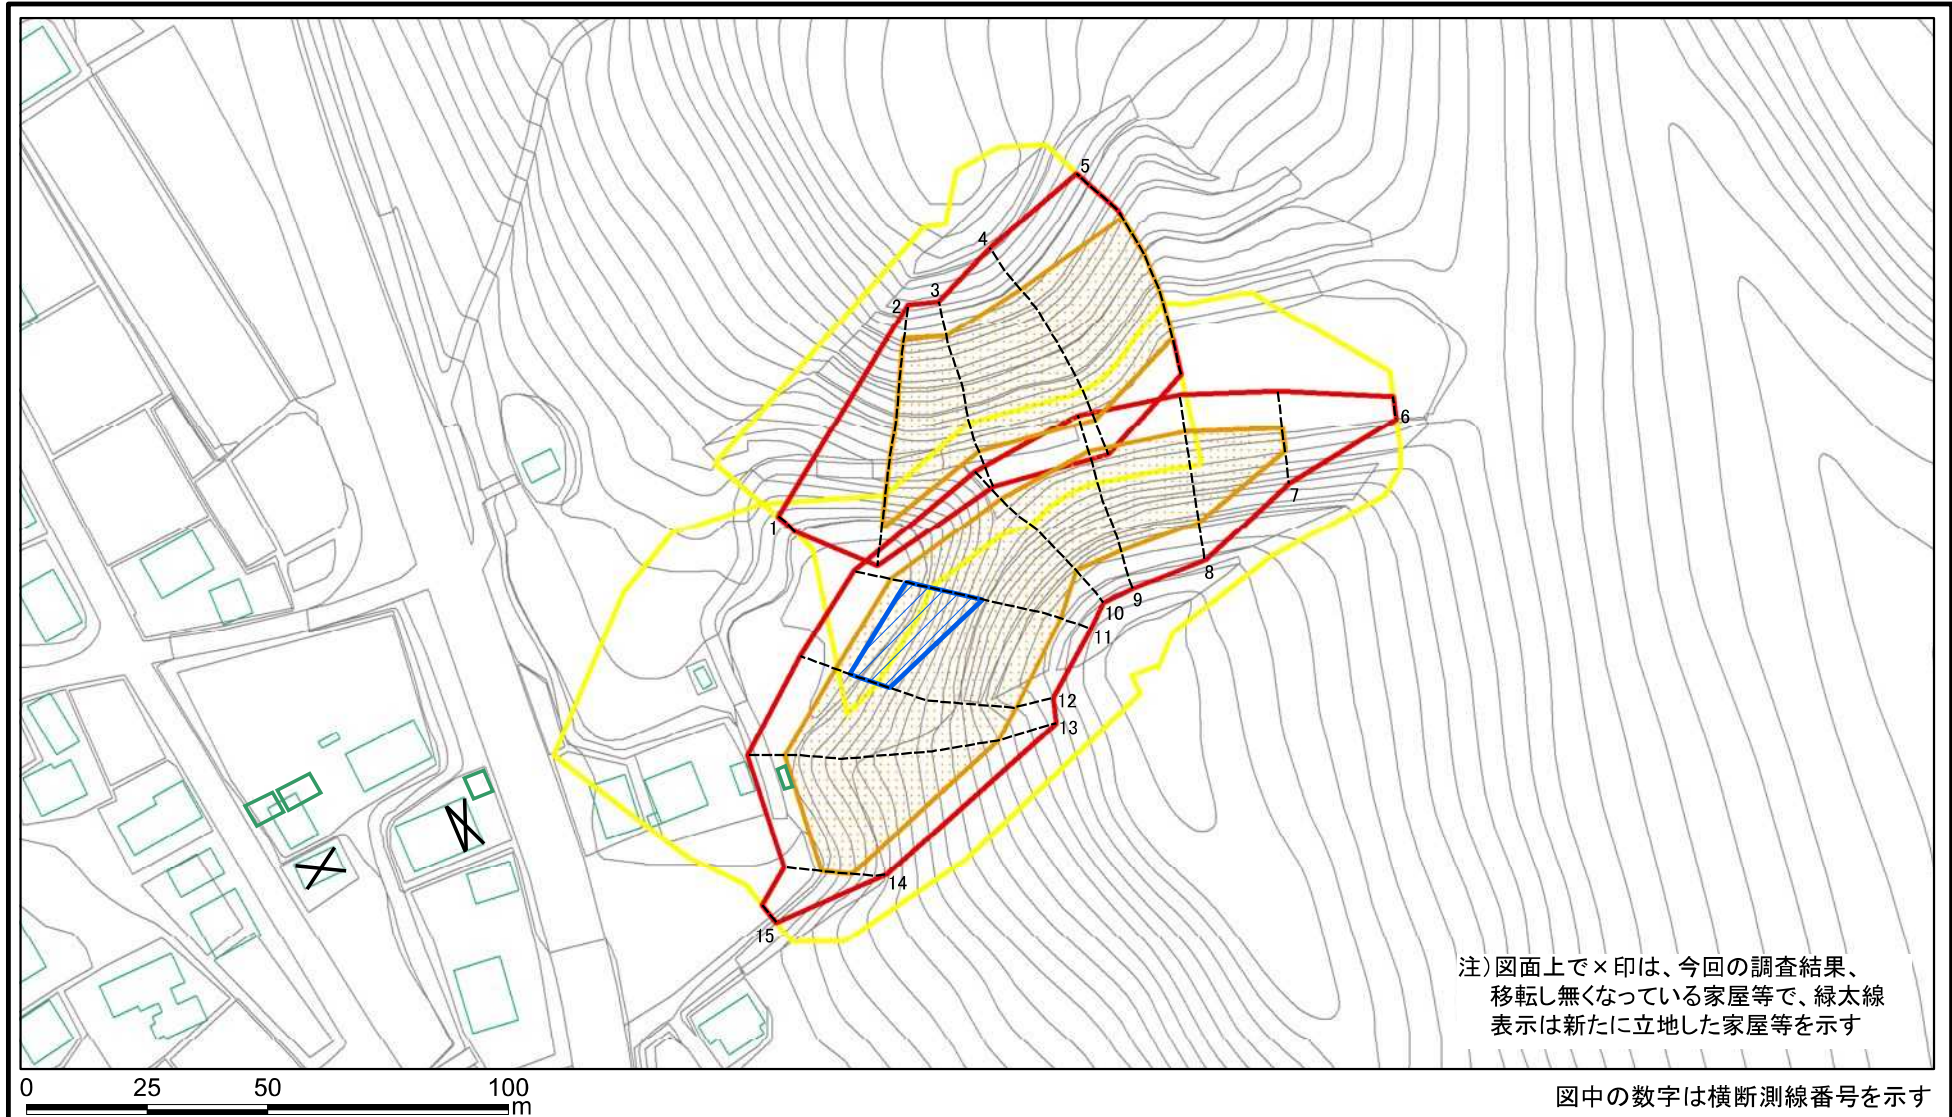 5
4
3
2
6
7
1
8
9
10
11
12
13
14
15
注)図面上で×印は、今回の調査結果、
移転し無くなっている家屋等で、緑太線
表示は新たに立地した家屋等を示す
0 25 50 100
m
図中の数字は横断測線番号を示す